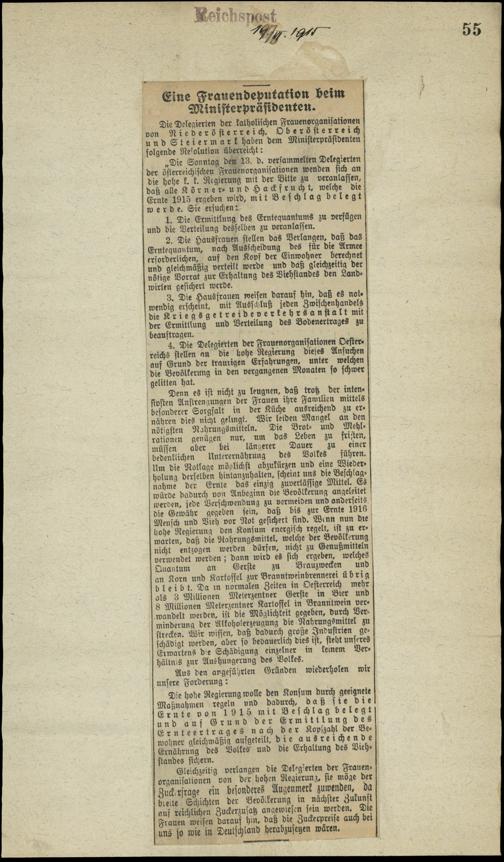 Reichspost
1915
55
Eine Frauendeputation beim
Ministerpräsidenten.
Die Delegierten der katholischen Frauenorganisationen
von Niederösterreich, Oberösterreich
und Steiermark haben dem Ministerpräsidenten
folgende Resolution überreicht:
„Die Sonntag den 13. d. versammelten Delegierten
der österreichischen Frauenorganisationen wenden sich an
die hohe k. k. Regierung mit der Bitte zu veranlassen,
daß alle Körner- und Hackfrucht, welche die
Ernte 1915 ergeben wird, mit Beschlag belegt
werde. Sie ersuchen:
1. Die Ermittlung des Erntequantums zu verfügen
und die Verteilung desselben zu veranlassen.
2. Die Hausfrauen stellen das Verlangen, daß das
Erntequantum, nach Ausscheidung des für die Armee
erforderlichen, auf den Kopf der Einwohner berechnet
und gleichmäßig verteilt werde und daß gleichzeitig der
nötige Vorrat zur Erhaltung des Viehstandes den Land-
wirten gesichert werde.
3. Die Hausfrauen weisen darauf hin, daß es not-
wendig erscheint, mit Ausschluß jeden Zwischenhandels
die Kriegsgetreideverkehrsanstalt mit
der Ermittlung und Verteilung des Bodenertrages zu
beauftragen.
4. Die Delegierten der Frauenorganisationen Oester-
reichs stellen an die hohe Regierung dieses Ansuchen
auf Grund der traurigen Erfahrungen, unter welchen
die Bevölkerung in den vergangenen Monaten so schwer
gelitten hat.
Denn es ist nicht zu leugnen, daß trotz der inten-
sivsten Anstrengungen der Frauen ihre Familien mittels
besonderer Sorgfalt in der Küche ausreichend zu er-
nähren dies nicht gelingt. Wir leiden Mangel an den
nötigsten Nahrungsmitteln. Die Brot- und Mehl-
rationen genügen nur, um das Leben zu fristen,
müssen aber bei längerer Dauer zu einer
bedenklichen Unterernährung des Volkes führen.
Um die Notlage möglichst abzukürzen und eine Wieder-
holung derselben hintanzuhalten, scheint uns die Beschlag-
nahme der Ernte das einzig zuverlässige Mittel. Es
würde dadurch von Anbeginn die Bevölkerung angeleitet
werden, jede Verschwendung zu vermeiden und anderseits
die Gewähr gegeben sein, daß bis zur Ernte 1916
Mensch und Vieh vor Not gesichert sind. Wenn nun die
hohe Regierung den Konsum energisch regelt, ist zu er-
warten, daß die Nahrungsmittel, welche der Bevölkerung
nicht entzogen werden dürfen, nicht zu Genußmitteln
verwendet werden; dann wird es sich ergeben, welches
Quantum an Gerste zu Brauzwecken und
an Korn und Kartoffel zur Branntweinbrennerei übrig
bleibt. Da in normalen Zeiten in Oesterreich mehr
als 3 Millionen Meterzentner Gerste in Bier und
8 Millionen Meterzentner Kartoffel in Branntwein ver-
wandelt werden, ist die Möglichkeit gegeben, durch Ver-
minderung der Alkoholerzeugung die Nahrungsmittel zu
strecken. Wir wissen, daß dadurch große Industrien ge-
schädigt werden, aber so bedauerlich dies ist, steht unseres
Erwartens die Schädigung einzelner in keinem Ver-
hältnis zur Aushungerung des Volkes.
Aus den angeführten Gründen wiederholen wir
unsere Forderung:
Die hohe Regierung wolle den Konsum durch geeignete
Maßnahmen regeln und dadurch, daß sie die
Ernte von 1915 mit Beschlag belegt
und auf Grund der Ermittlung des
Ernteertrages nach der Kopfzahl der Be-
wohner gleichmäßig aufgeteilt, die ausreichende
Ernährung des Volkes und die Erhaltung des Vieh-
standes sichern.
Gleichzeitig verlangen die Delegierten der Frauen-
organisationen von der hohen Regierung, sie möge der
Zuckerfrage ein besonderes Augenmerk zuwenden, da
breite Schichten der Bevölkerung in nächster Zukunft
auf reichlichen Zuckerzusatz angewiesen sein werden. Die
Frauen weisen darauf hin, daß die Zuckerpreise auch bei
uns so wie in Deutschland herabzusetzen wären.